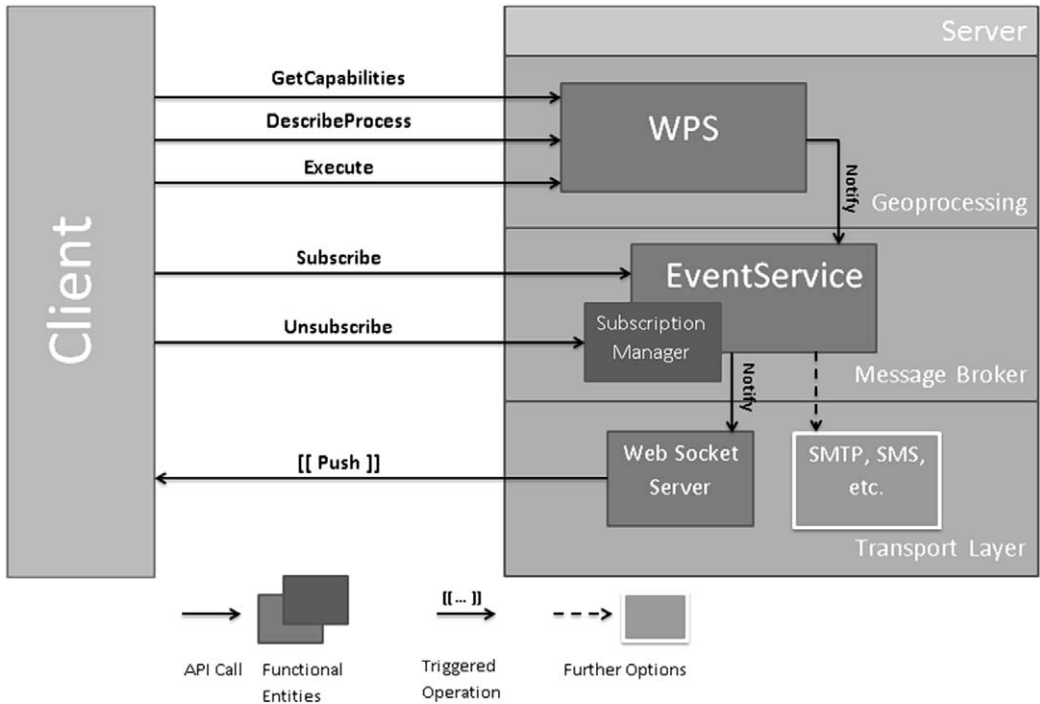 Server
GetCapabilities
DescribeProcess
Execute
WPS
Notify
Geoprocessing
Client
Subscribe
Unsubscribe
EventService
Subscription
Manager
Message Broker
Notify
[[ Push ]]
Web Socket
Server
SMTP, SMS,
etc.
Transport Layer
[[ ... ]]
API Call
Functional
Entities
Triggered
Operation
Further Options